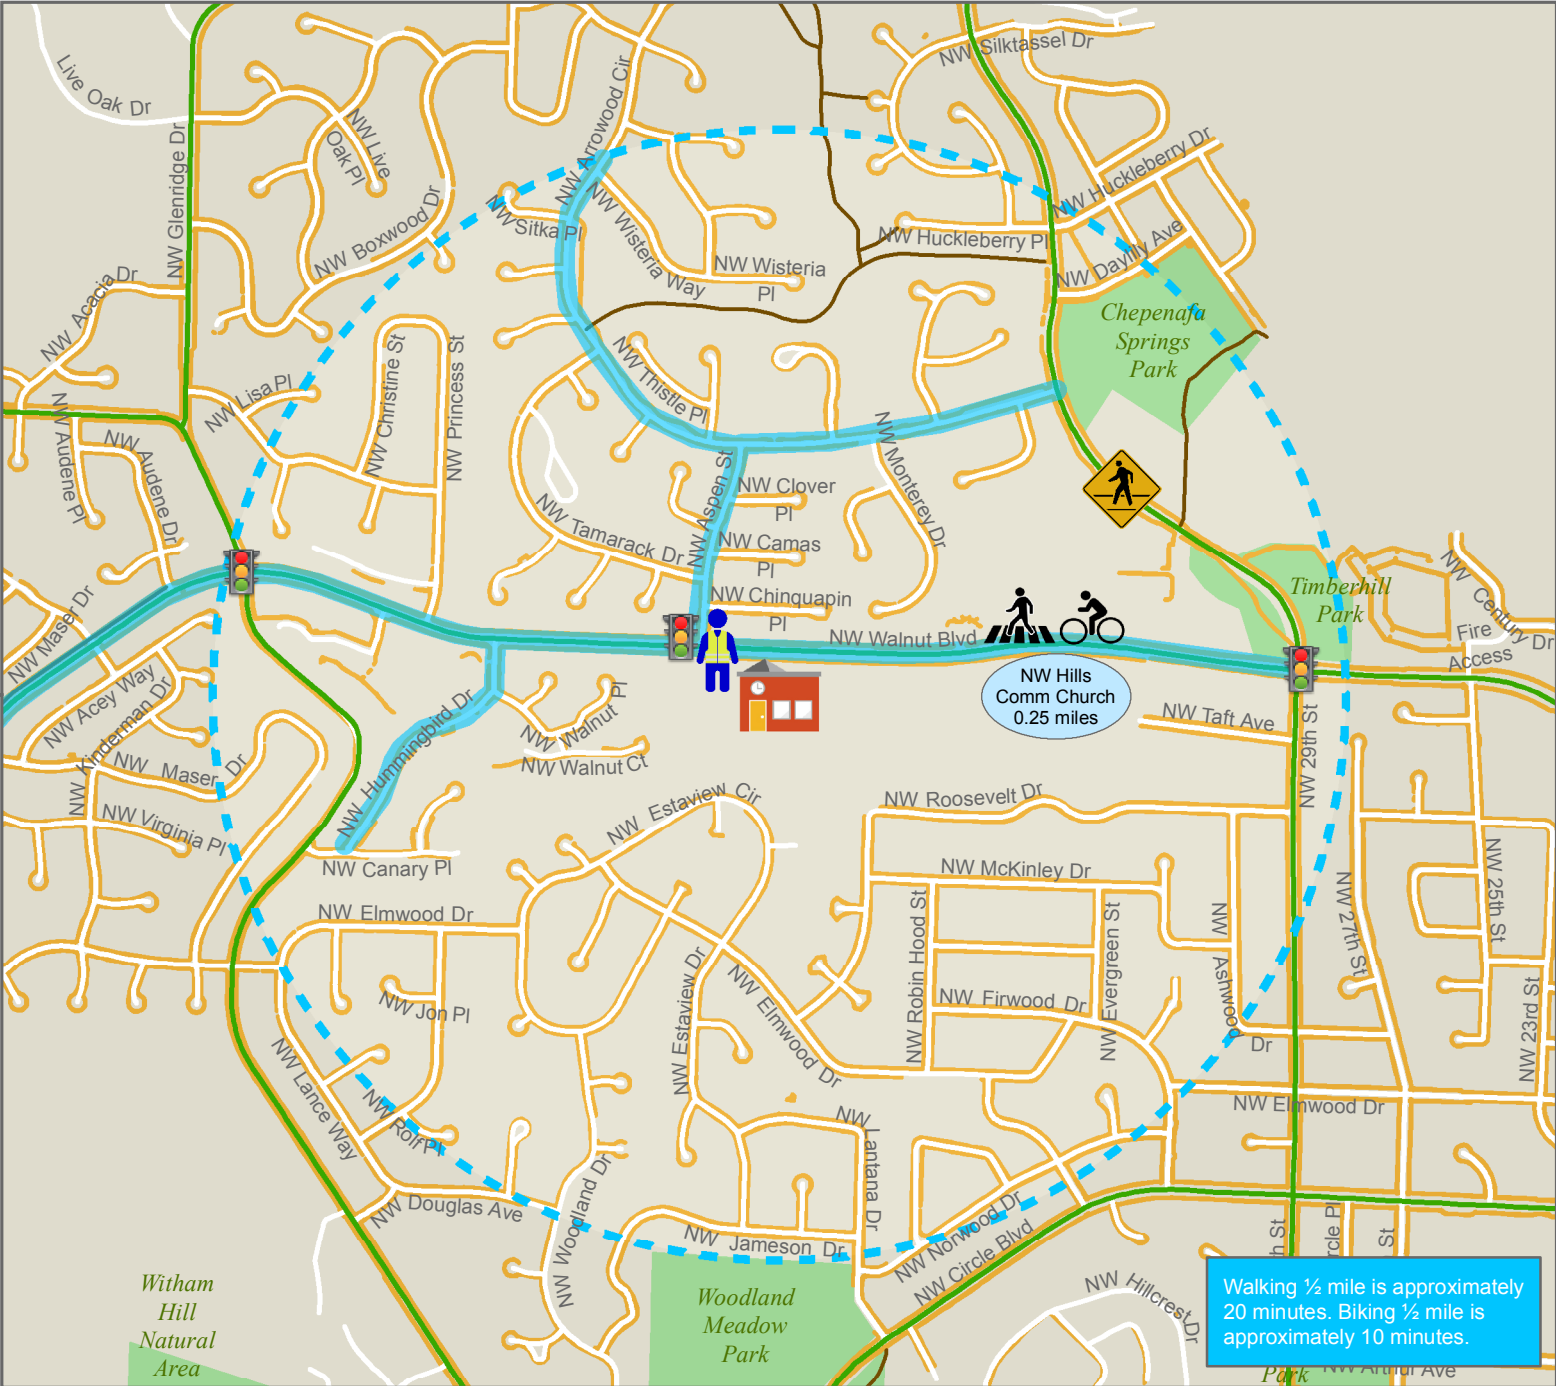 Live Oak Dr
NW Glenridge Dr
NW Live
Oak Pl
NW Boxwood Dr
NW Arrowood Cir
NW Sitka Pl
NW Wisteria Way
NW Wisteria
Pl
NW Silktassel Dr
NW Huckleberry Dr
NW Huckleberry Pl
NW Daylily Ave
Chepenafa
Springs
Park
NW Acacia Dr
NW Lisa Pl
NW Christine St
NW Princess St
NW Audene Pl
NW Audene Dr
NW Thistle Pl
NW Aspen St
NW Clover
Pl
NW Camas
Pl
NW Chinquapin
Pl
NW Tamarack Dr
NW Monterey Dr
NW Walnut Blvd
Timberhill
Park
NW Century Dr
Fire
Access
NW Maser Dr
NW Acey Way
NW Kinderman Dr
NW Maser Dr
NW Virginia Pl
NW Hummingbird Dr
NW Walnut Pl
NW Walnut Ct
NW Hills
Comm Church
0.25 miles
NW Taft Ave
NW 29th St
NW Canary Pl
NW Estaview Cir
NW Roosevelt Dr
NW McKinley Dr
NW Elmwood Dr
NW Jon Pl
NW Estaview Dr
NW Elmwood Dr
NW Robin Hood St
NW Firwood Dr
NW Evergreen St
NW Ashwood Dr
NW 27th St
NW 25th St
NW 23rd St
NW Lance Way
NW Rolf Pl
NW Douglas Ave
NW Woodland Dr
NW Lantana Dr
NW Jameson Dr
NW Norwood Dr
NW Circle Blvd
NW Elmwood Dr
NW Hillcrest Dr
th St
rcle Pl
St
Witham
Hill
Natural
Area
Woodland
Meadow
Park
Walking ½ mile is approximately
20 minutes. Biking ½ mile is
approximately 10 minutes.
Park
NW Arthur Ave